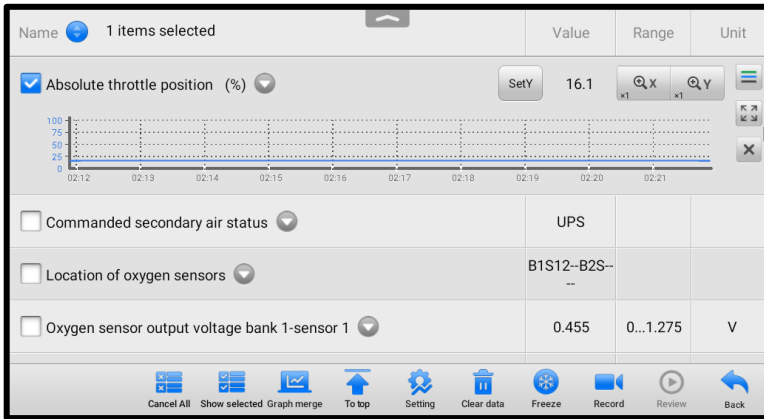 Name 1 items selected Value Range Unit
Absolute throttle position (%) SetY 16.1 x1 X x1 Y
100
75
50
25
0
02:12 02:13 02:14 02:15 02:16 02:17 02:18 02:19 02:20 02:21
Commanded secondary air status UPS
Location of oxygen sensors B1S12--B2S--
--
Oxygen sensor output voltage bank 1-sensor 1 0.455 0...1.275 V
Cancel All Show selected Graph merge To top Setting Clear data Freeze Record Review Back